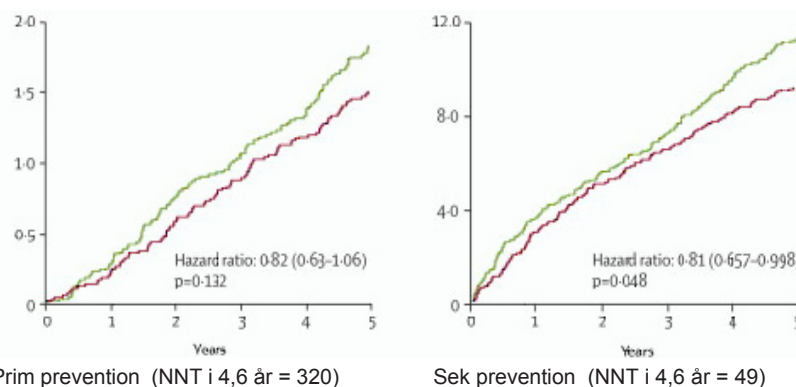 2·0
1·5
1·0
0·5
0
0 1 2 3 4 5
Years
Hazard ratio: 0·82 (0·63–1·06)
p=0·132
Prim prevention (NNT i 4,6 år = 320)
12.0
8·0
4·0
0
0 1 2 3 4 5
Years
Hazard ratio: 0·81 (0·657–0·998
p=0·048
Sek prevention (NNT i 4,6 år = 49)